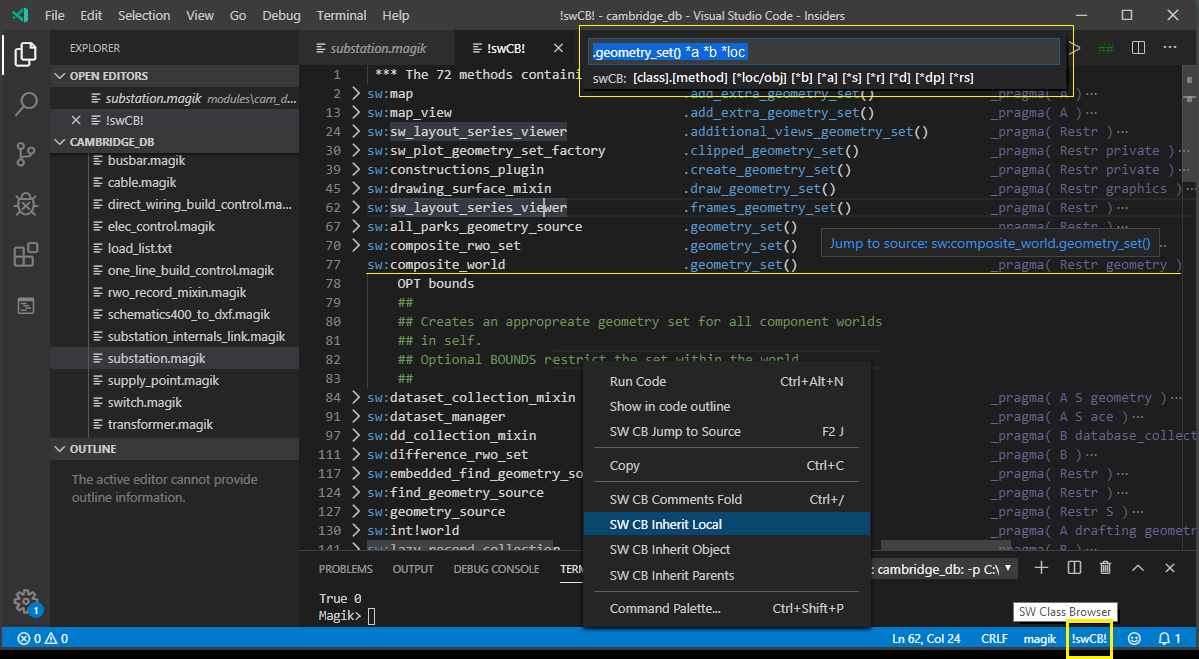 File Edit Selection View Go Debug Terminal Help
!swCB! - cambridge_db - Visual Studio Code - Insiders
EXPLORER
OPEN EDITORS
substation.magik modules\cam_d...
!swCB!
CAMBRIDGE_DB
busbar.magik
cable.magik
direct_wiring_build_control.ma...
elec_control.magik
load_list.txt
one_line_build_control.magik
rwo_record_mixin.magik
schematics400_to_dxf.magik
substation_internals_link.magik
substation.magik
supply_point.magik
switch.magik
transformer.magik
OUTLINE
The active editor cannot provide
outline information.
1
substation.magik
!swCB!
.geometry_set() *a *b *loc
swCB: [class].[method] [*loc/obj] [*b] [*a] [*s] [*r] [*d] [*dp] [*rs]
##
1 *** The 72 methods containi
2 sw:map .add_extra_geometry_set() _pragma( A )
13 sw:map_view .add_extra_geometry_set() _pragma( A )
24 sw:sw_layout_series_viewer .additional_views_geometry_set() _pragma( Restr )
30 sw:sw_plot_geometry_set_factory .clipped_geometry_set() _pragma( Restr private )
39 sw:constructions_plugin .create_geometry_set() _pragma( Restr private )
45 sw:drawing_surface_mixin .draw_geometry_set() _pragma( Restr graphics )
62 sw:sw_layout_series_viewer .frames_geometry_set() _pragma( Restr )
67 sw:all_parks_geometry_source .geometry_set()
70 sw:composite_rwo_set .geometry_set()
Jump to source: sw:composite_world.geometry_set()
77 sw:composite_world .geometry_set() _pragma( Restr geometry )
78 OPT bounds
79 ##
80 ## Creates an appropreate geometry set for all component worlds
81 ## in self.
82 ## Optional BOUNDS restrict the set within the world
83 ##
84 sw:dataset_collection_mixin _pragma( A S geometry )
91 sw:dataset_manager _pragma( A S ace )
97 sw:dd_collection_mixin _pragma( B database_collect
111 sw:difference_rwo_set _pragma( B )
117 sw:embedded_find_geometry_so _pragma( Restr )
124 sw:find_geometry_source _pragma( Restr )
127 sw:geometry_source _pragma( Restr S )
130 sw:int!world _pragma( A drafting geometr
141 sw:lazy_record_collection _pragma( B )
Run Code Ctrl+Alt+N
Show in code outline
SW CB Jump to Source F2 J
Copy Ctrl+C
SW CB Comments Fold Ctrl+/
SW CB Inherit Local
SW CB Inherit Object
SW CB Inherit Parents
Command Palette... Ctrl+Shift+P
PROBLEMS OUTPUT DEBUG CONSOLE TERM
: cambridge_db: -p C:\
True 0
Magik>
SW Class Browser
0 0 Ln 62, Col 24 CRLF magik !swCB! 1